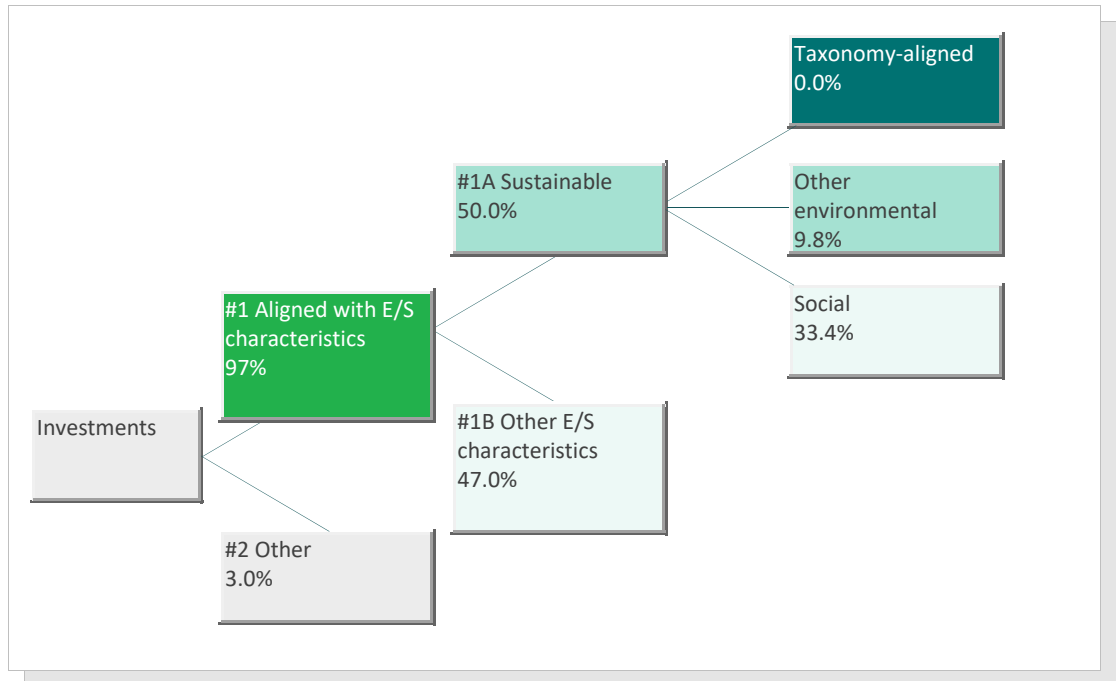 Taxonomy-aligned
0.0%
#1A Sustainable
50.0%
Other
environmental
9.8%
Social
33.4%
#1 Aligned with E/S
characteristics
97%
#1B Other E/S
characteristics
47.0%
Investments
#2 Other
3.0%